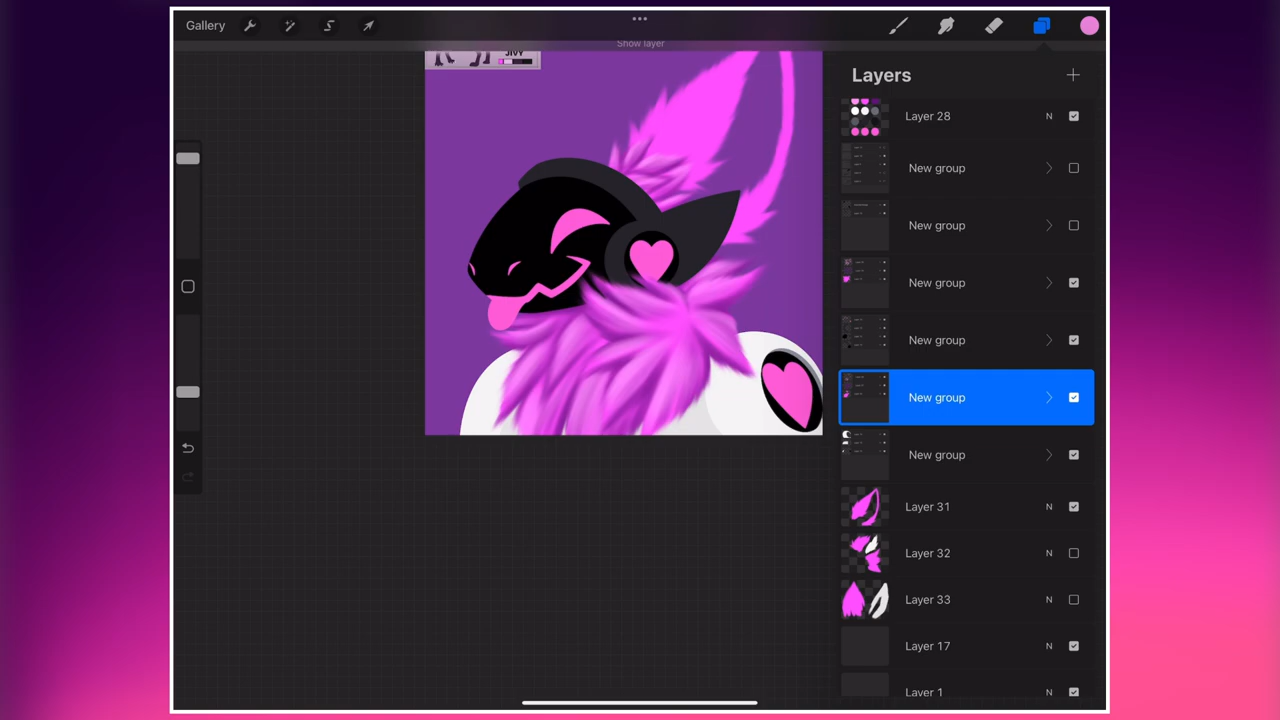 Gallery
Show layer
JIVY
Layers
Layer 28 N
New group
New group
New group
New group
New group
New group
Layer 31 N
Layer 32 N
Layer 33 N
Layer 17 N
Layer 1 N